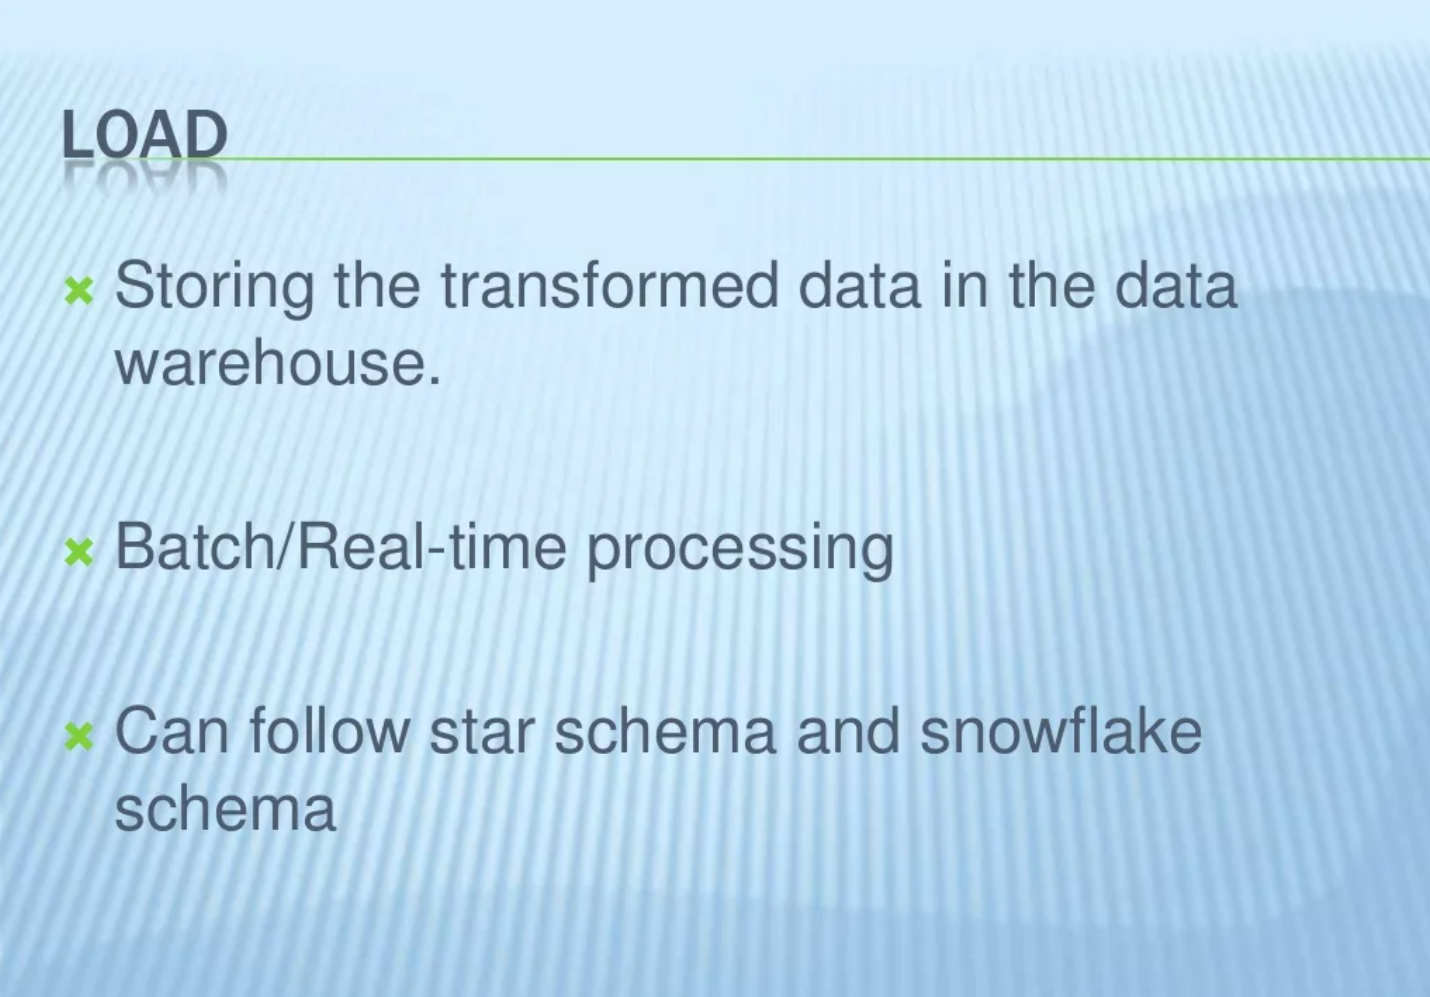 LOAD
Storing the transformed data in the data
warehouse.
Batch/Real-time processing
Can follow star schema and snowflake
schema